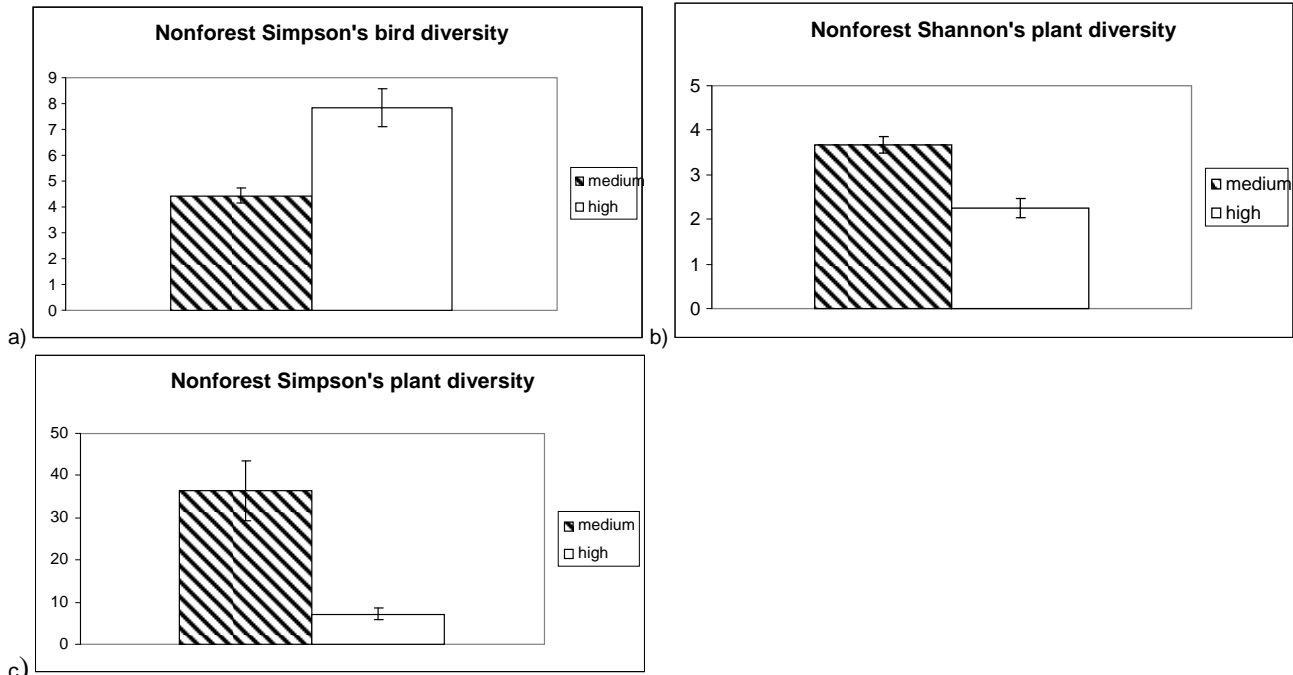 Nonforest Simpson's bird diversity
9
8
7
6
5
4
3
2
1
0
medium
high
a)
Nonforest Shannon's plant diversity
5
4
3
2
1
0
medium
high
b)
Nonforest Simpson's plant diversity
50
40
30
20
10
0
medium
high
c)